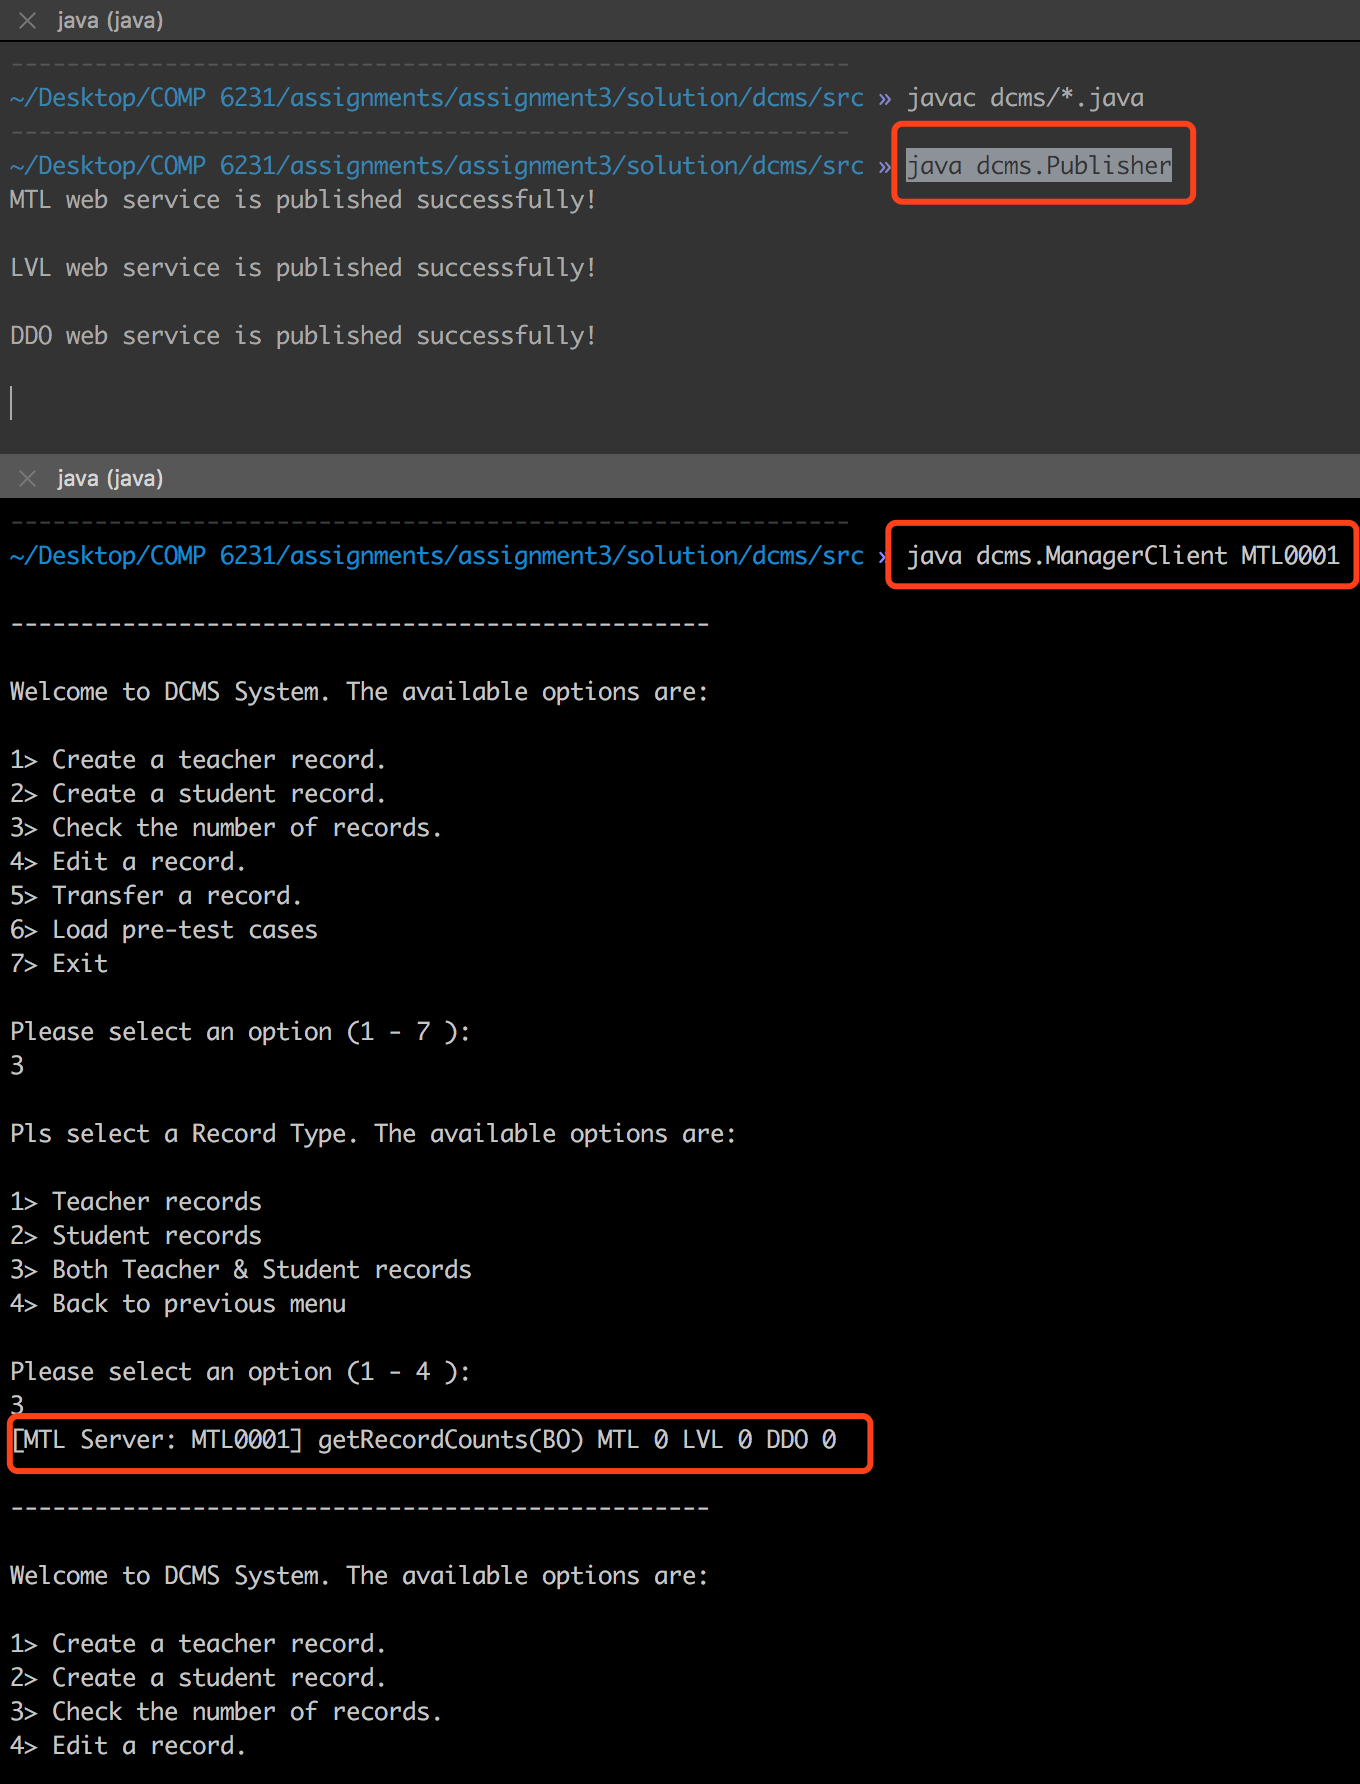 java (java)
------------------------------------------------------------
~/Desktop/COMP 6231/assignments/assignment3/solution/dcms/src » javac dcms/*.java
------------------------------------------------------------
~/Desktop/COMP 6231/assignments/assignment3/solution/dcms/src » java dcms.Publisher
MTL web service is published successfully!
LVL web service is published successfully!
DDO web service is published successfully!
java (java)
------------------------------------------------------------
~/Desktop/COMP 6231/assignments/assignment3/solution/dcms/src » java dcms.ManagerClient MTL0001
--------------------------------------------------
Welcome to DCMS System. The available options are:
1> Create a teacher record.
2> Create a student record.
3> Check the number of records.
4> Edit a record.
5> Transfer a record.
6> Load pre-test cases
7> Exit
Please select an option (1 - 7 ):
3
Pls select a Record Type. The available options are:
1> Teacher records
2> Student records
3> Both Teacher & Student records
4> Back to previous menu
Please select an option (1 - 4 ):
3
[MTL Server: MTL0001] getRecordCounts(BO) MTL 0 LVL 0 DDO 0
--------------------------------------------------
Welcome to DCMS System. The available options are:
1> Create a teacher record.
2> Create a student record.
3> Check the number of records.
4> Edit a record.